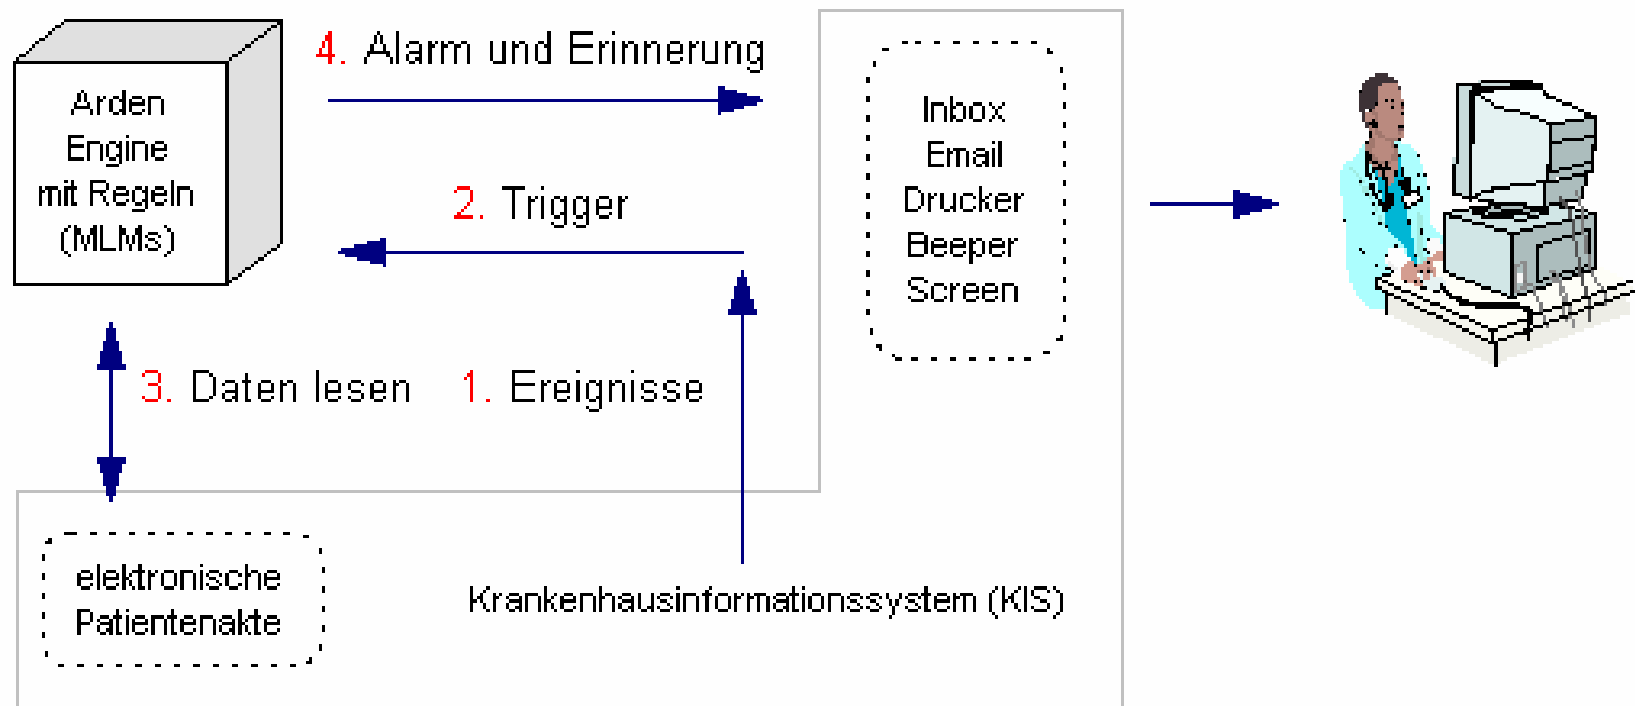 Arden
Engine
mit Regeln
(MLMs)
4. Alarm und Erinnerung
2. Trigger
3. Daten lesen
1. Ereignisse
Inbox
Email
Drucker
Beeper
Screen
elektronische
Patientenakte
Krankenhausinformationssystem (KIS)